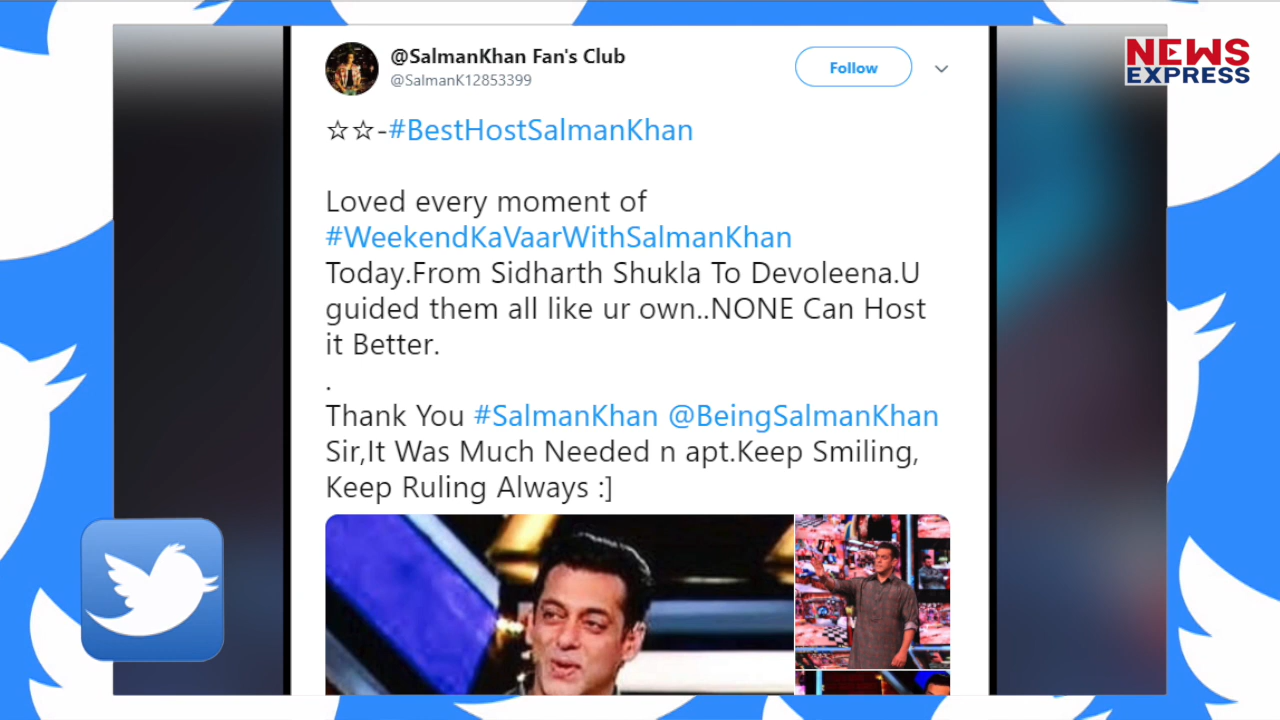 NEWS
EXPRESS
@SalmanKhan Fan's Club
@SalmanK12853399
Follow
☆☆-#BestHostSalmanKhan
Loved every moment of
#WeekendKaVaarWithSalmanKhan
Today.From Sidharth Shukla To Devoleena.U
guided them all like ur own..NONE Can Host
it Better.
.
Thank You #SalmanKhan @BeingSalmanKhan
Sir,It Was Much Needed n apt.Keep Smiling,
Keep Ruling Always :]